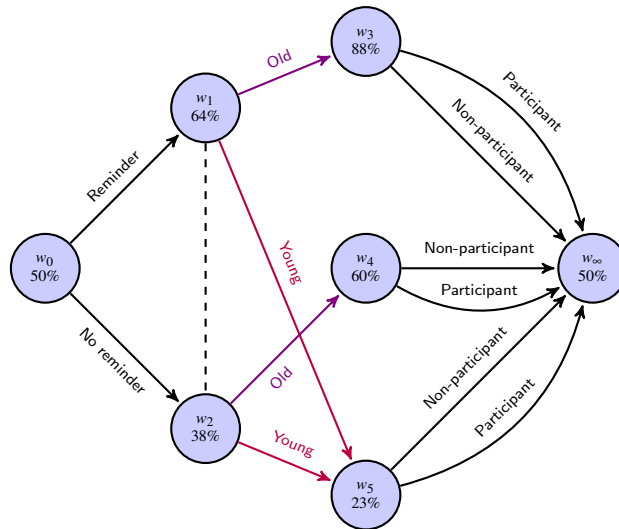 w₃
88%
Old
Participant
w₁
64%
Non-participant
Reminder
Young
w₀
50%
w₄
60%
Non-participant
Participant
w∞
50%
No reminder
Old
Non-participant
Participant
w₂
38%
Young
w₅
23%